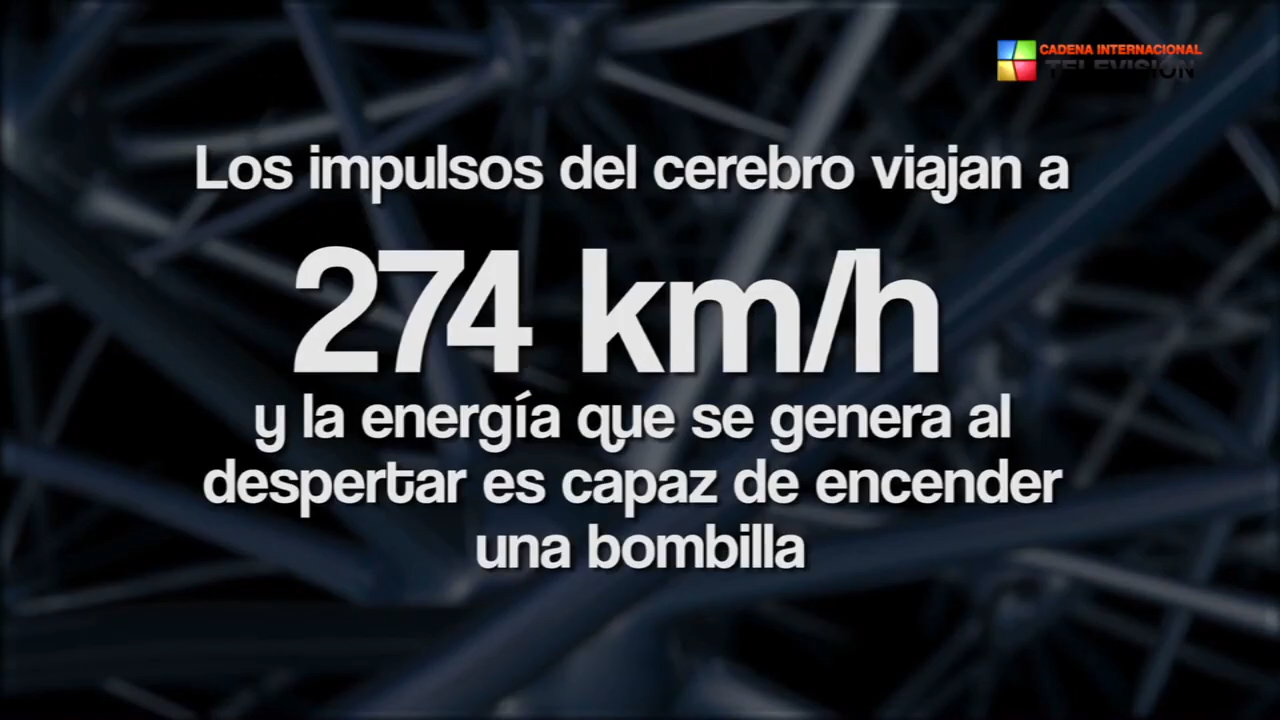 CADENA INTERNACIONAL
TELEVISIÓN
Los impulsos del cerebro viajan a
274 km/h
y la energía que se genera al
despertar es capaz de encender
una bombilla